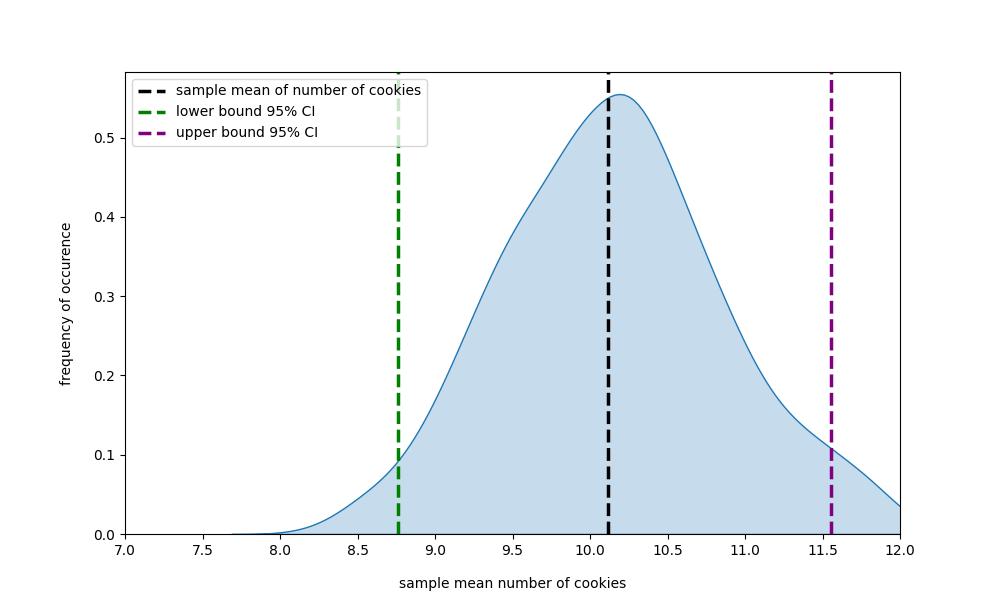 sample mean of number of cookies
lower bound 95% CI
upper bound 95% CI
frequency of occurence
0.5
0.4
0.3
0.2
0.1
0.0
7.0 7.5 8.0 8.5 9.0 9.5 10.0 10.5 11.0 11.5 12.0
sample mean number of cookies